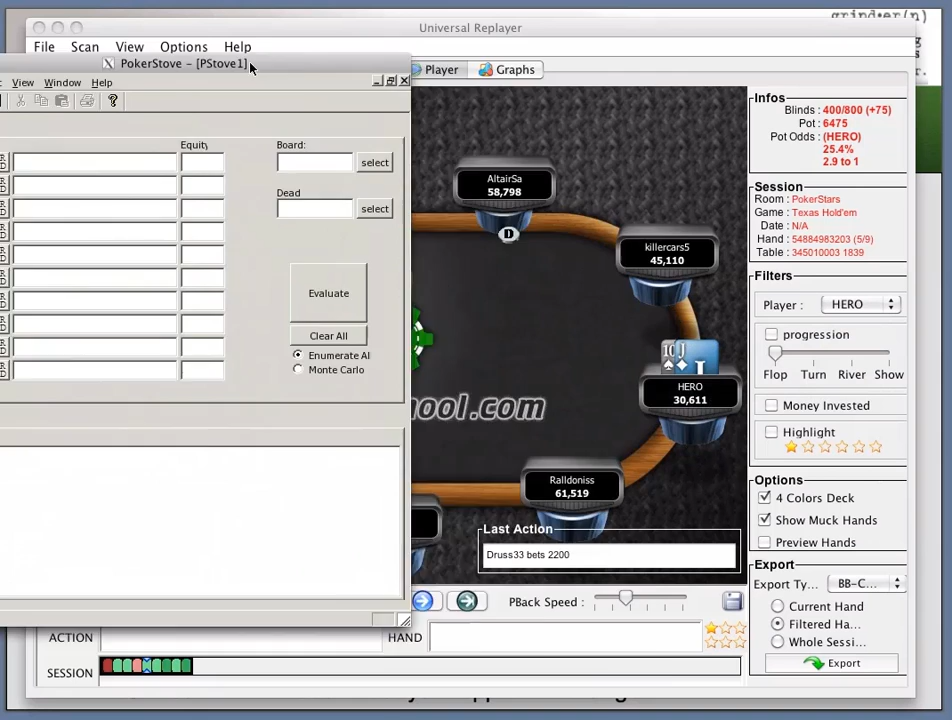 grind•er(n)
Universal Replayer
File Scan View Options Help
PokerStove – [PStove1]
Player Graphs
View Window Help
Equity
Board:
select
Dead
select
Evaluate
Clear All
Enumerate Al
Monte Carlo
AltairSa
58,798
D
killercars5
45,110
10 J
HERO
30,611
ool.com
Ralldoniss
61,519
Last Action
Druss33 bets 2200
PBack Speed :
ACTION
HAND
SESSION
Infos
Blinds : 400/800 (+75)
Pot : 6475
Pot Odds : (HERO)
25.4%
2.9 to 1
Session
Room : PokerStars
Game : Texas Hold'em
Date : N/A
Hand : 54884983203 (5/9)
Table : 345010003 1839
Filters
Player : HERO
progression
Flop Turn River Show
Money Invested
Highlight
Options
4 Colors Deck
Show Muck Hands
Preview Hands
Export
Export Ty... BB-C...
Current Hand
Filtered Ha...
Whole Sessi...
Export